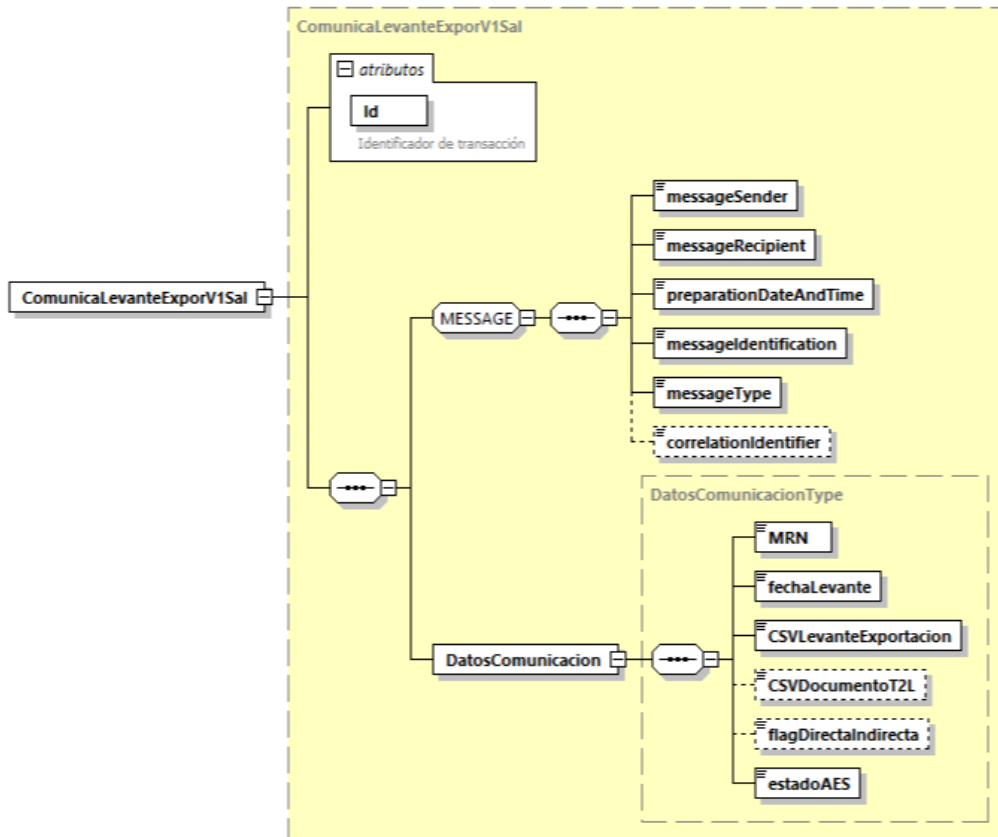 ComunicaLevanteExporV1Sal
atributos
Id
Identificador de transacción
messageSender
messageRecipient
preparationDateAndTime
ComunicaLevanteExporV1Sal
MESSAGE
messageIdentification
messageType
correlationIdentifier
DatosComunicacionType
MRN
fechaLevante
CSVLevanteExportacion
DatosComunicacion
CSVDocumentoT2L
flagDirectaIndirecta
estadoAES